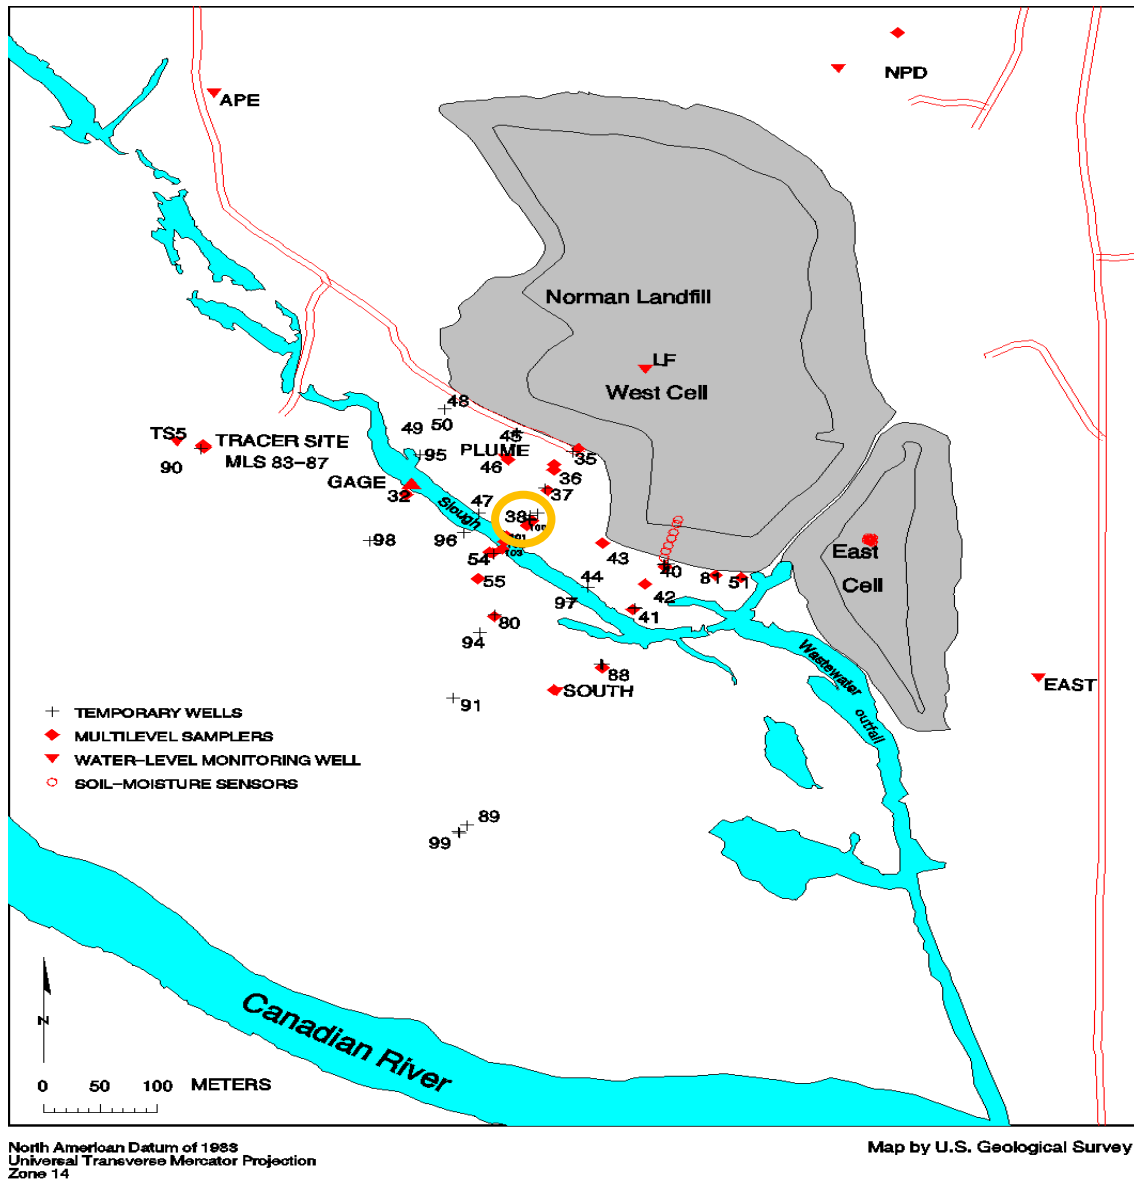 NPD
APE
Norman Landfill
LF
West Cell
48
50
49
45
TS5
TRACER SITE
90
MLS 83-87
95
PLUME
46
35
36
GAGE
32
37
47
Slough
38
100
98
96
101
103
54
43
East
Cell
40
81
51
55
44
42
97
41
80
94
Wastewater
outfall
88
SOUTH
EAST
91
TEMPORARY WELLS
MULTILEVEL SAMPLERS
WATER-LEVEL MONITORING WELL
SOIL-MOISTURE SENSORS
89
99
N
Canadian River
0 50 100 METERS
North American Datum of 1983
Universal Transverse Mercator Projection
Zone 14
Map by U.S. Geological Survey